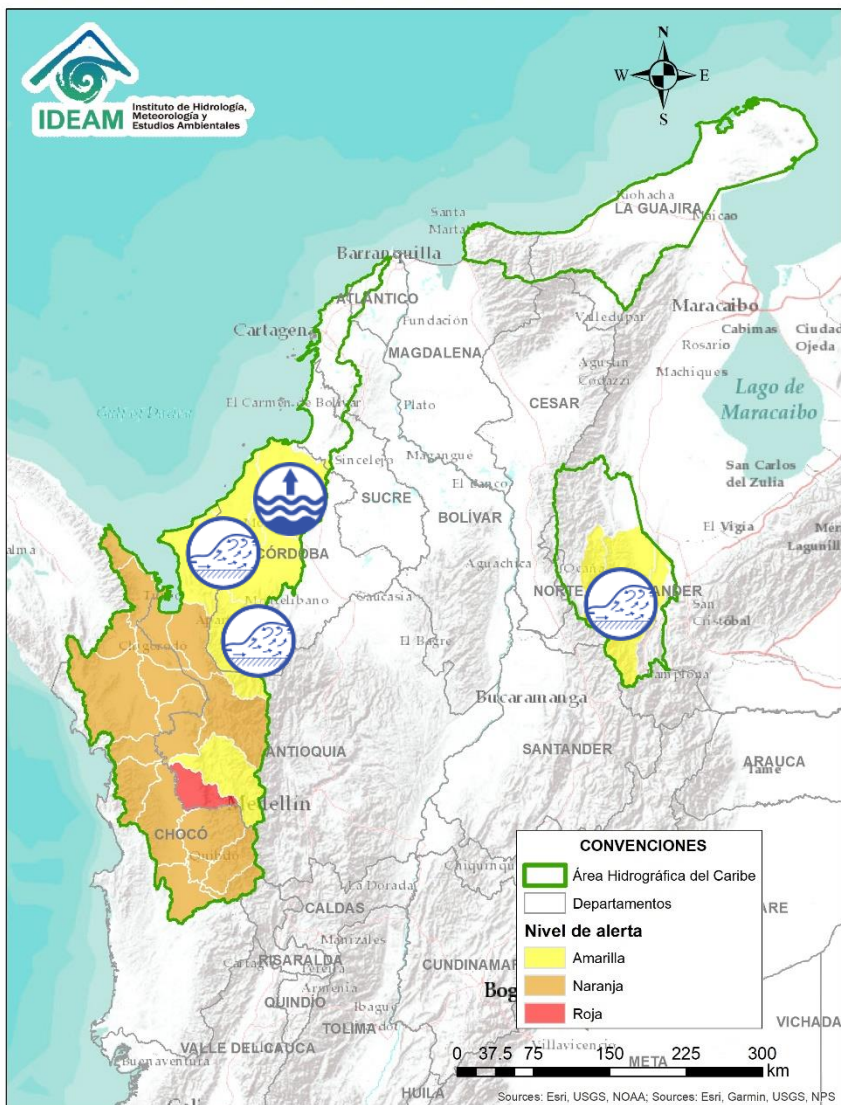 IDEAM
Instituto de Hidrología,
Meteorología y
Estudios Ambientales
N
W
E
S
Riohacha
LA GUAJIRA
Maicao
Santa
Barranquilla
ATLÁNTICO
Maracaibo
Fundación
Valledupar
Cabimas
Ciudad
Ojeda
Cartagena
MAGDALENA
Rosario
Agustín
Codazzi
Machiques
El Carmen de Bolívar
Plato
CESAR
Lago de
Maracaibo
Sincelejo
Magangue
San Carlos
del Zulia
SUCRE
El Banco
BOLÍVAR
El Vigía
CÓRDOBA
Aguachica
Ocaña
NORTE
ANDER
San
Cristóbal
Caucasia
El Bagre
Bucaramanga
ANTIOQUIA
SANTANDER
ARAUCA
Tame
Medellín
CHOCÓ
Quibdó
La Dorada
CALDAS
Manizales
RISARALDA
Pereira
Armenia
QUINDÍO
Ibagué
TOLIMA
CUNDINAMAR
Bog
VALLE DEL CAUCA
Buenaventura
Villavicencio
META
VICHADA
HUILA
CONVENCIONES
Área Hidrográfica del Caribe
Departamentos
Nivel de alerta
Amarilla
Naranja
Roja
0 37.5 75 150 225 300
km
Sources: Esri, USGS, NOAA; Sources: Esri, Garmin, USGS, NPS